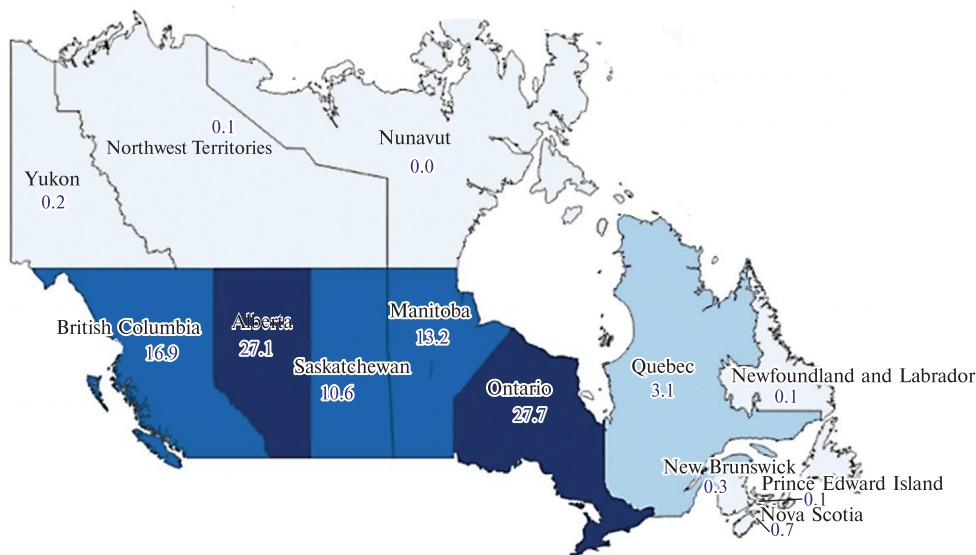 0.1
Northwest Territories
Nunavut
0.0
Yukon
0.2
British Columbia
16.9
Alberta
27.1
Saskatchewan
10.6
Manitoba
13.2
Ontario
27.7
Quebec
3.1
Newfoundland and Labrador
0.1
New Brunswick
0.3
Prince Edward Island
0.1
Nova Scotia
0.7